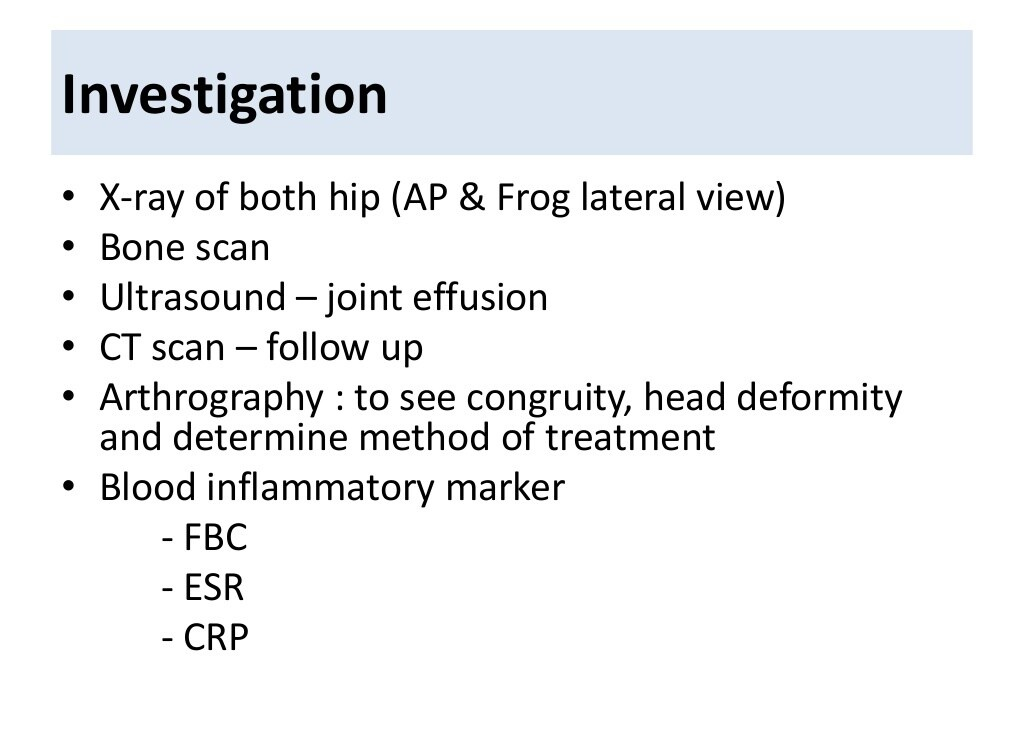 Investigation
• X-ray of both hip (AP & Frog lateral view)
• Bone scan
• Ultrasound – joint effusion
• CT scan – follow up
• Arthrography : to see congruity, head deformity
and determine method of treatment
• Blood inflammatory marker
- FBC
- ESR
- CRP